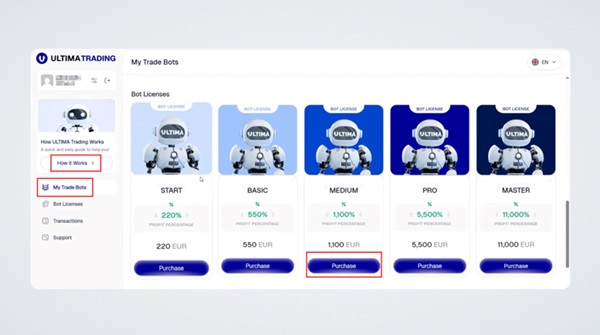 ULTIMATRADING
My Trade Bots
EN
How ULTIMA Trading Works
A quick and easy guide to help you!
How it Works
My Trade Bots
Bot Licenses
Transactions
Support
Bot Licenses
BOT LICENSE
ULTIMA
START
%
220%
PROFIT PERCENTAGE
220 EUR
Purchase
BOT LICENSE
ULTIMA
BASIC
%
550%
PROFIT PERCENTAGE
550 EUR
Purchase
BOT LICENSE
ULTIMA
MEDIUM
%
1,100%
PROFIT PERCENTAGE
1,100 EUR
Purchase
BOT LICENSE
ULTIMA
PRO
%
5,500%
PROFIT PERCENTAGE
5,500 EUR
Purchase
BOT LICENSE
ULTIMA
MASTER
%
11,000%
PROFIT PERCENTAGE
11,000 EUR
Purchase